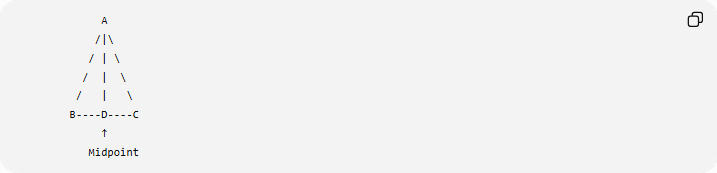 A
/|\
/ | \
/  |  \
/   |   \
B----D----C
↑
Midpoint